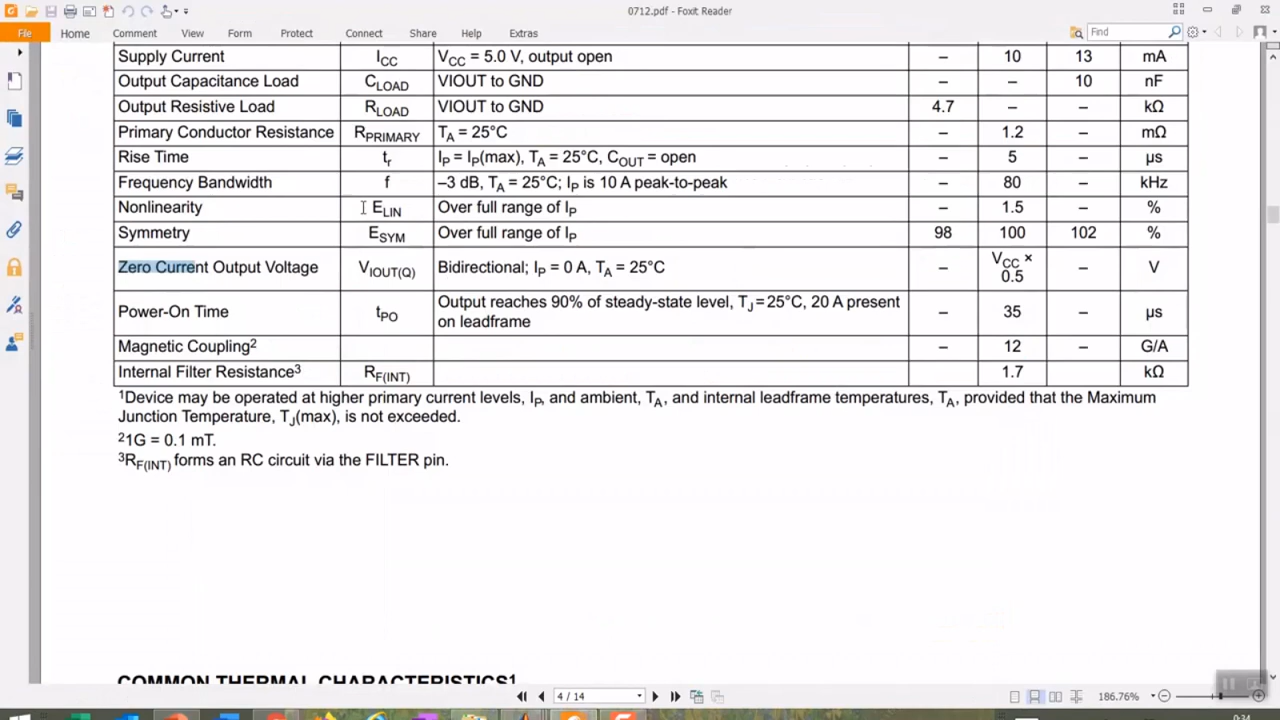 0712.pdf - Foxit Reader
File Home Comment View Form Protect Connect Share Help Extras Find
Supply Current ICC VCC = 5.0 V, output open – 10 13 mA
Output Capacitance Load CLOAD VIOUT to GND – – 10 nF
Output Resistive Load RLOAD VIOUT to GND 4.7 – – kΩ
Primary Conductor Resistance RPRIMARY TA = 25°C – 1.2 – mΩ
Rise Time tr IP = IP(max), TA = 25°C, COUT = open – 5 – µs
Frequency Bandwidth f –3 dB, TA = 25°C; IP is 10 A peak-to-peak – 80 – kHz
Nonlinearity ELIN Over full range of IP – 1.5 – %
Symmetry ESYM Over full range of IP 98 100 102 %
Zero Current Output Voltage VIOUT(Q) Bidirectional; IP = 0 A, TA = 25°C – VCC × 0.5 – V
Power-On Time tPO Output reaches 90% of steady-state level, TJ = 25°C, 20 A present
on leadframe – 35 – µs
Magnetic Coupling2 – 12 – G/A
Internal Filter Resistance3 RF(INT) 1.7 kΩ
1Device may be operated at higher primary current levels, IP, and ambient, TA, and internal leadframe temperatures, TA, provided that the Maximum
Junction Temperature, TJ(max), is not exceeded.
21G = 0.1 mT.
3RF(INT) forms an RC circuit via the FILTER pin.
COMMON THERMAL CHARACTERISTICS1
4 / 14 186.76%
0:34